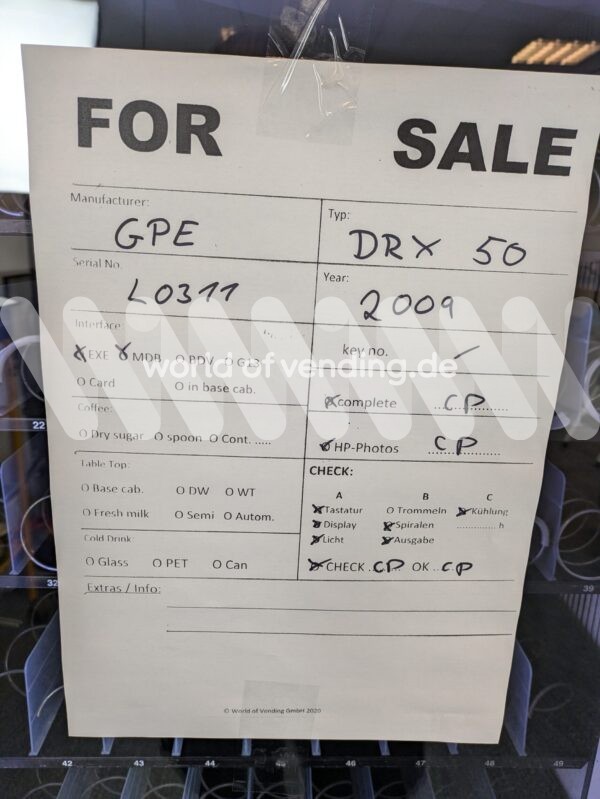 FOR SALE
Manufacturer: GPE
Typ: DRX 50
Serial No. L0311
Year: 2009
Interface:
EXE MDB O BDV O G13
key no. /
world of vending.de
O Card O in base cab.
complete CP
Coffee:
O Dry sugar O spoon O Cont. .....
HP-Photos CP
Table Top:
CHECK:
O Base cab. O DW O WT
A B C
O Fresh milk O Semi O Autom.
Tastatur O Trommeln Kühlung
Display Spiralen ............ h
Licht Ausgabe
Cold Drink
O Glass O PET O Can
CHECK . CP OK .. CP
Extras / Info:
© World of Vending GmbH 2020
22
32
39
42 43 44 45 46 47 48 49